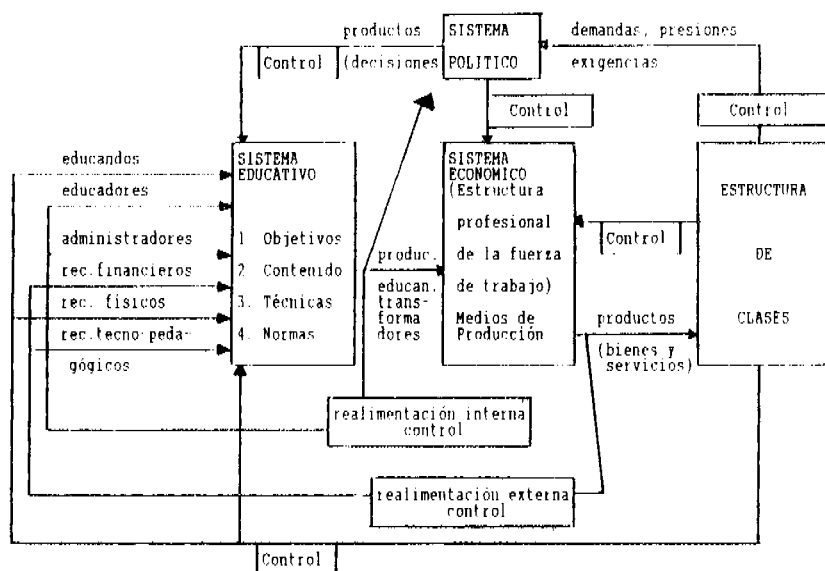 productos
(decisiones
Control
SISTEMA
POLITICO
demandas, presiones
exigencias
Control
Control
educandos
educadores
administradores
rec.financieros
rec. físicos
rec.tecno-peda-
gógicos
SISTEMA
EDUCATIVO
1 Objetivos
2 Contenido
3. Técnicas
4. Normas
produc.
educan.
trans-
forma
dores
SISTEMA
ECONOMICO
(Estructura
profesional
de la fuerza
de trabajo)
Medios de
Producción
Control
productos
(bienes y
servicios)
ESTRUCTURA
DE
CLASES
realimentación interna
control
realimentación externa
control
Control